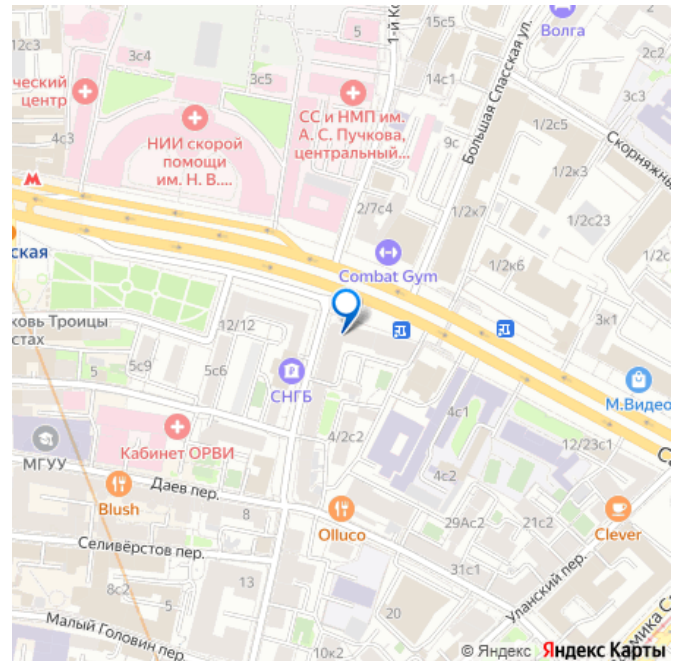 12с3
3с4
5
3с5
1-й Ко
15с5
14с1
Волга
2с2
3с3
ческий
центр
4с3
НИИ скорой
помощи
им. Н. В....
СС и НМП им.
А. С. Пучкова,
центральный...
9с
Большая Спасская ул.
1/2с5
Скорняжны
1/2к3
2/7с4
1/2к7
1/2с23
1/2с
1/2к6
ская
Combat Gym
ковь Троицы
стах
12/12
5с9
5с6
5
СНГБ
3к1
М.Видео
Кабинет ОРВИ
МГУУ
4/2с2
4с1
4с2
12/23с1
С
Даев пер.
Blush
8
Olluco
29Ас2
21с2
Clever
Селивёрстов пер.
8с2
13
31с1
Уланский пер.
20
Малый Головин пер.
10к2
емика С
© Яндекс Яндекс Карты